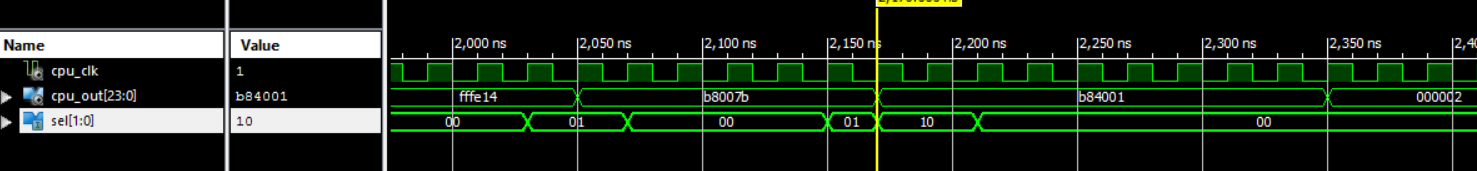 Name Value
2,000 ns 2,050 ns 2,100 ns 2,150 ns 2,200 ns 2,250 ns 2,300 ns 2,350 ns
cpu_clk 1
cpu_out[23:0] b84001 fffe14 b8007b b84001 000002
sel[1:0] 10 00 01 00 01 10 00